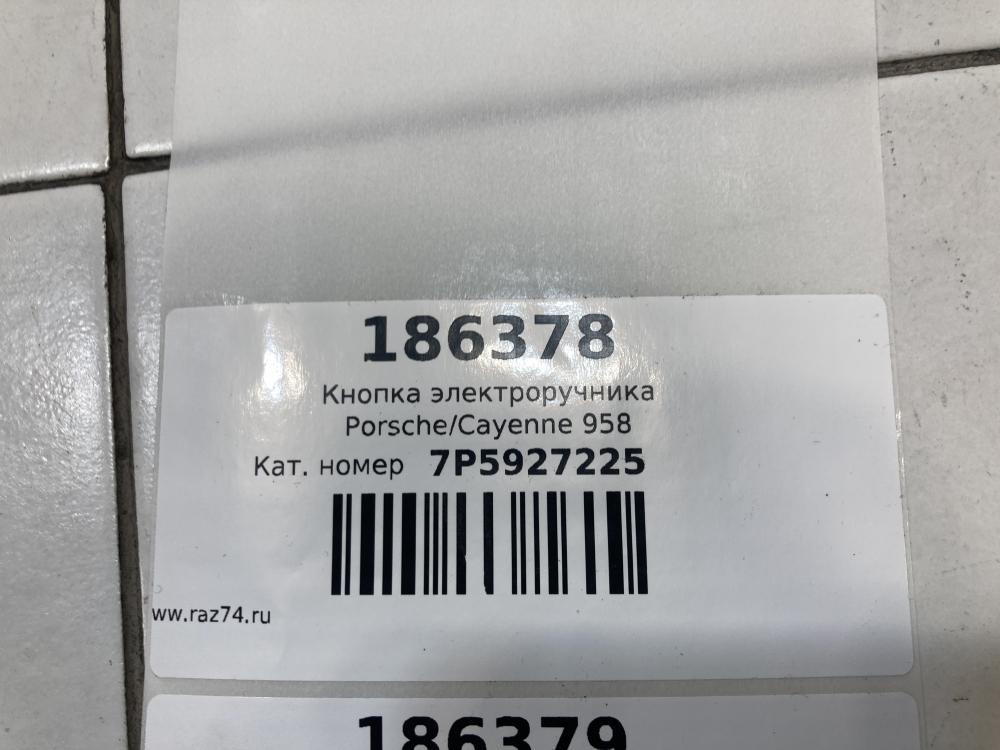 186378
Кнопка электроручника
Porsche/Cayenne 958
Кат. номер 7P5927225
ww.raz74.ru
186379